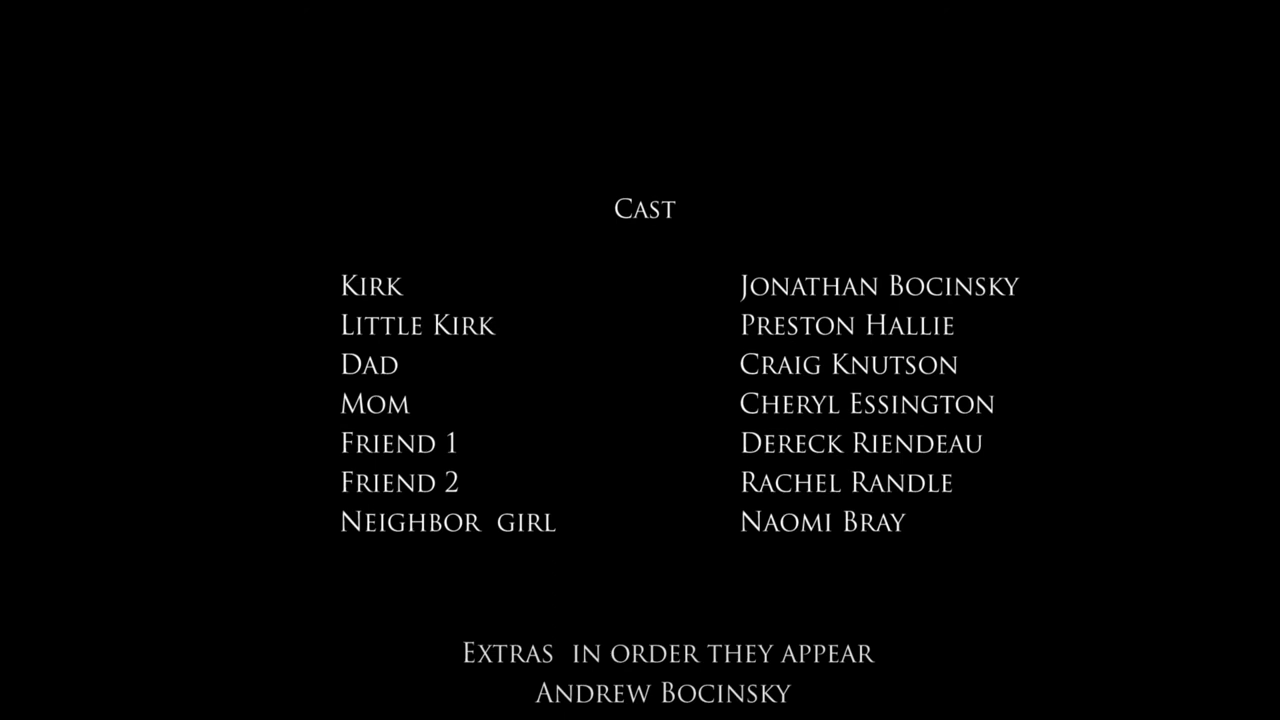 Cast
Kirk Jonathan Bocinsky
Little Kirk Preston Hallie
Dad Craig Knutson
Mom Cheryl Essington
Friend 1 Dereck Riendeau
Friend 2 Rachel Randle
Neighbor girl Naomi Bray
Extras in order they appear
Andrew Bocinsky